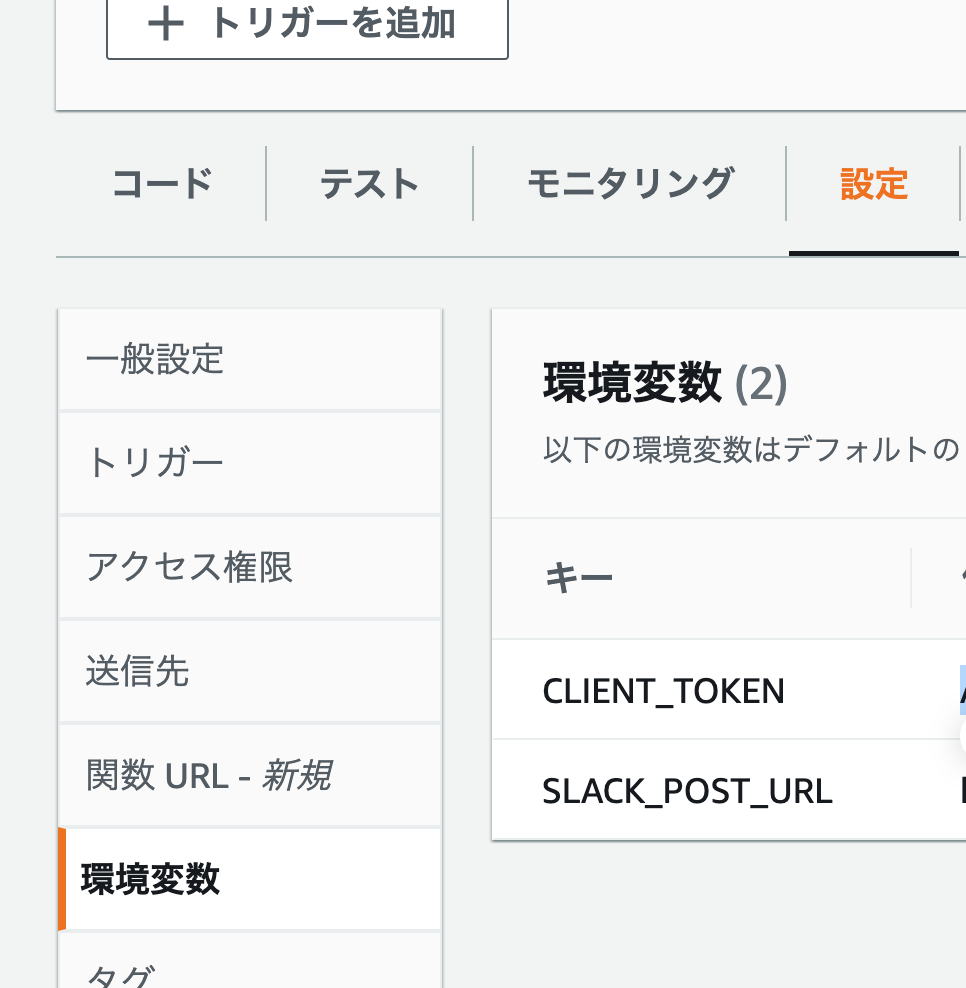 ＋ トリガーを追加
コード
テスト
モニタリング
設定
一般設定
トリガー
アクセス権限
送信先
関数 URL - 新規
環境変数
タグ
環境変数 (2)
以下の環境変数はデフォルトの
キー
CLIENT_TOKEN
SLACK_POST_URL